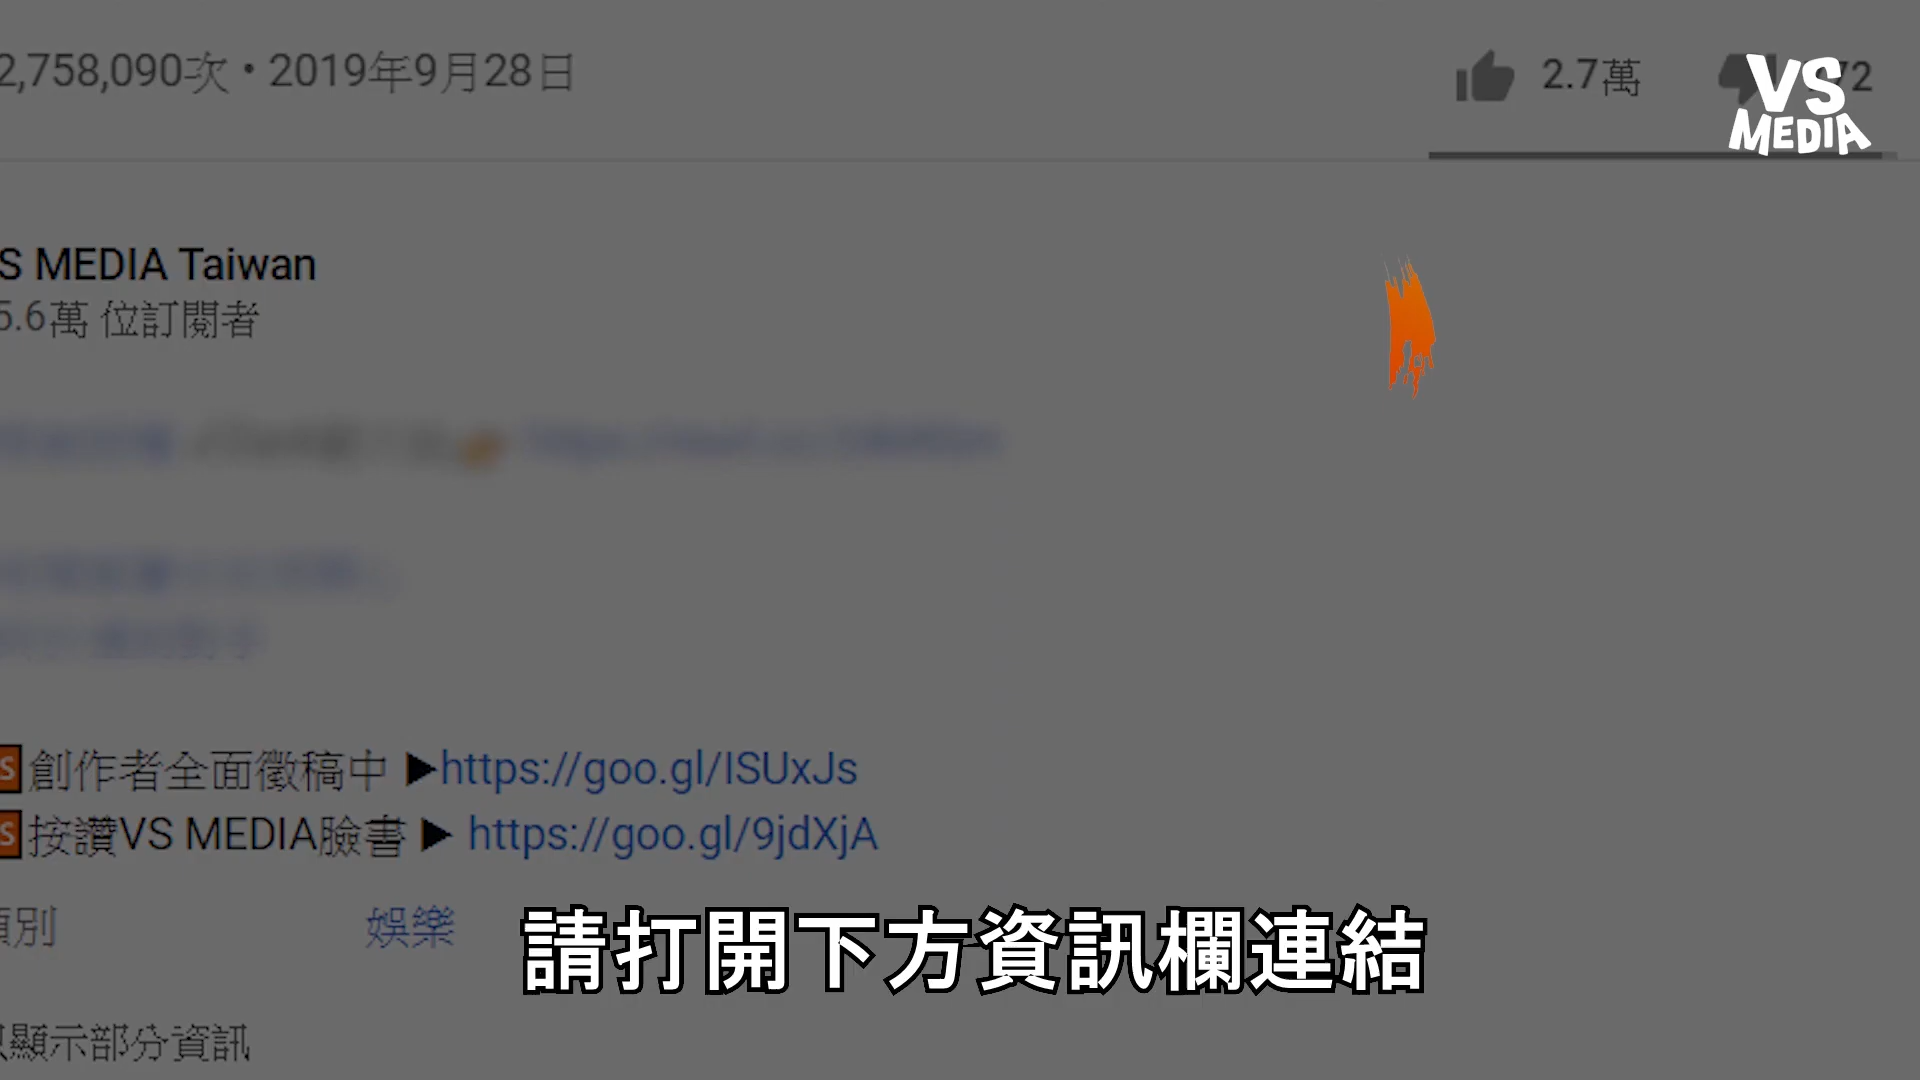 2,758,090次 • 2019年9月28日
2.7萬
VS
MEDIA
S MEDIA Taiwan
5.6萬 位訂閱者
創作者全面徵稿中 ▶https://goo.gl/ISUxJs
按讚VS MEDIA臉書 ▶ https://goo.gl/9jdXjA
類別 娛樂
請打開下方資訊欄連結
只顯示部分資訊